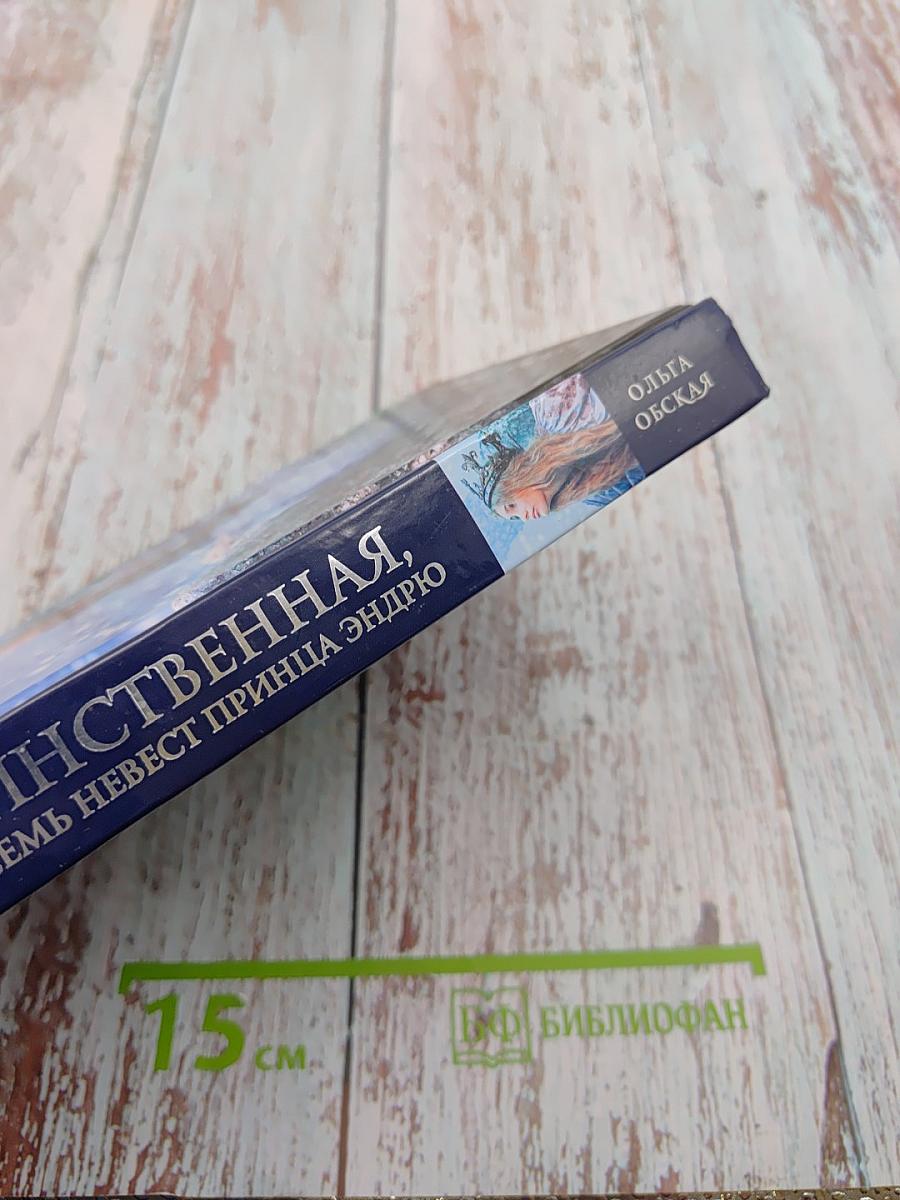 ОЛЬГА
ОБСКАЯ
ИНСТВЕННАЯ,
ЕМЬ НЕВЕСТ ПРИНЦА ЭНДРЮ
15 см
БФ БИБЛИОФАН